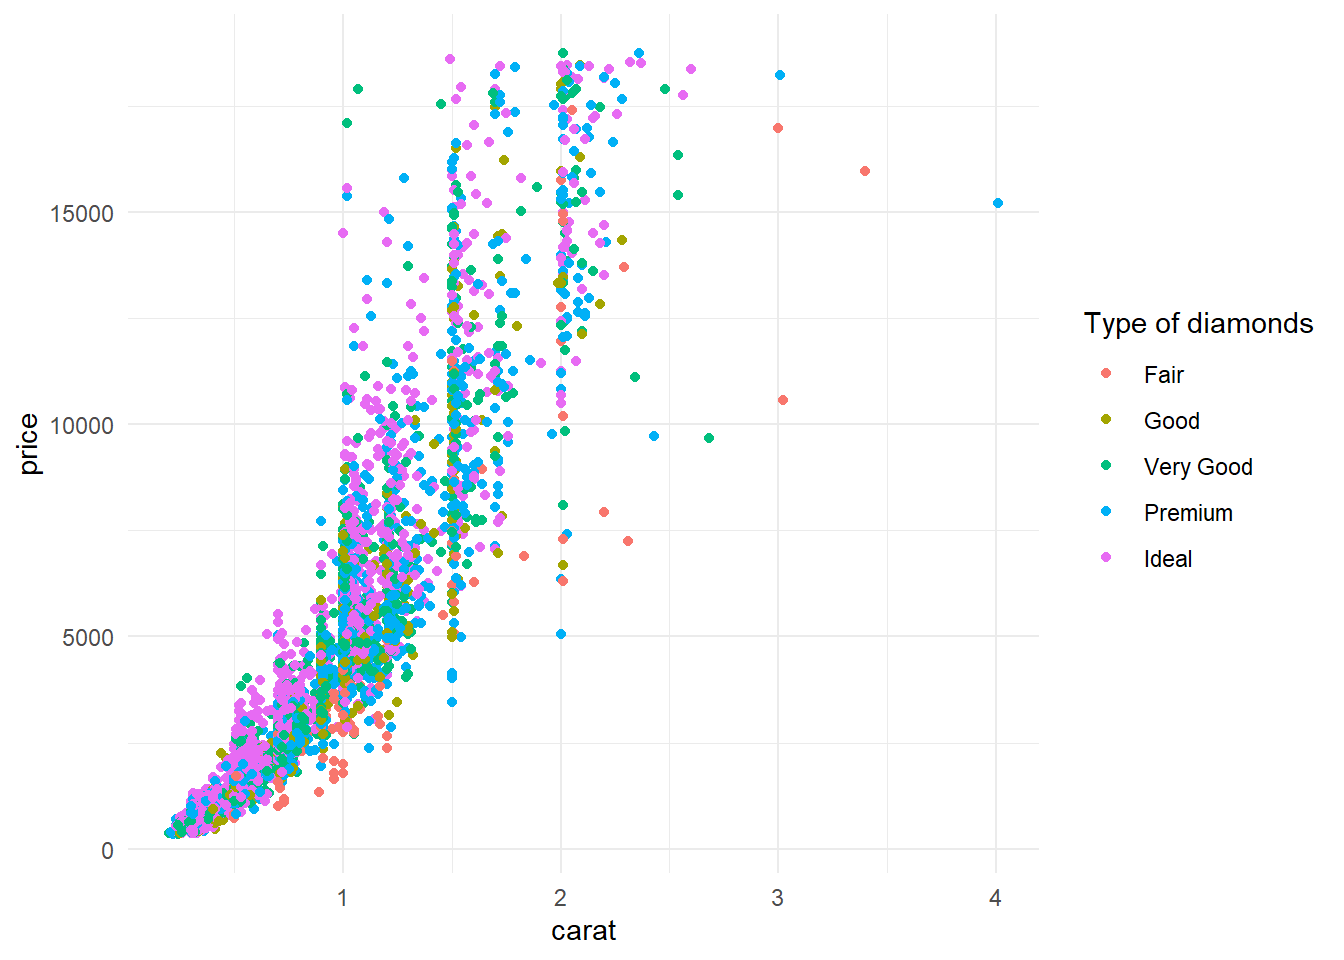 15000
10000
5000
0
price
1 2 3 4
carat
Type of diamonds
Fair
Good
Very Good
Premium
Ideal